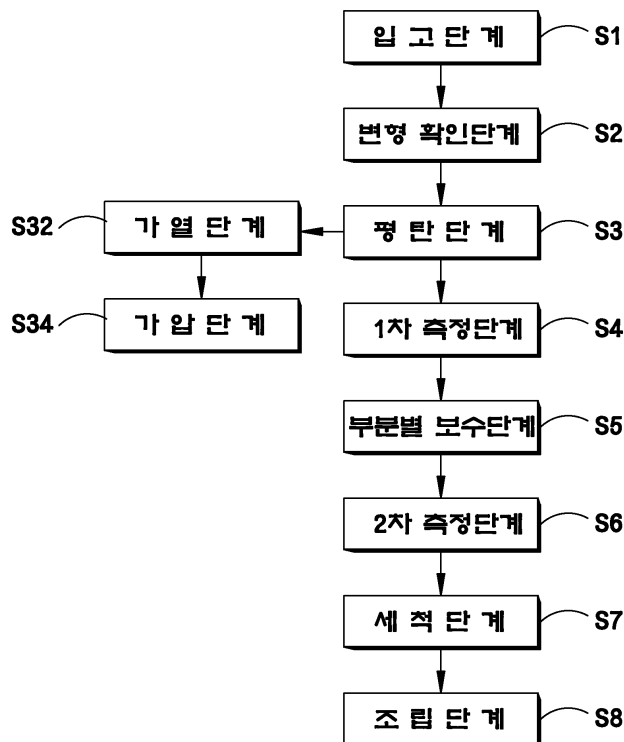 입고단계 S1
변형 확인단계 S2
S32 가열단계
평탄단계 S3
S34 가압단계
1차 측정단계 S4
부분별 보수단계 S5
2차 측정단계 S6
세척단계 S7
조립단계 S8